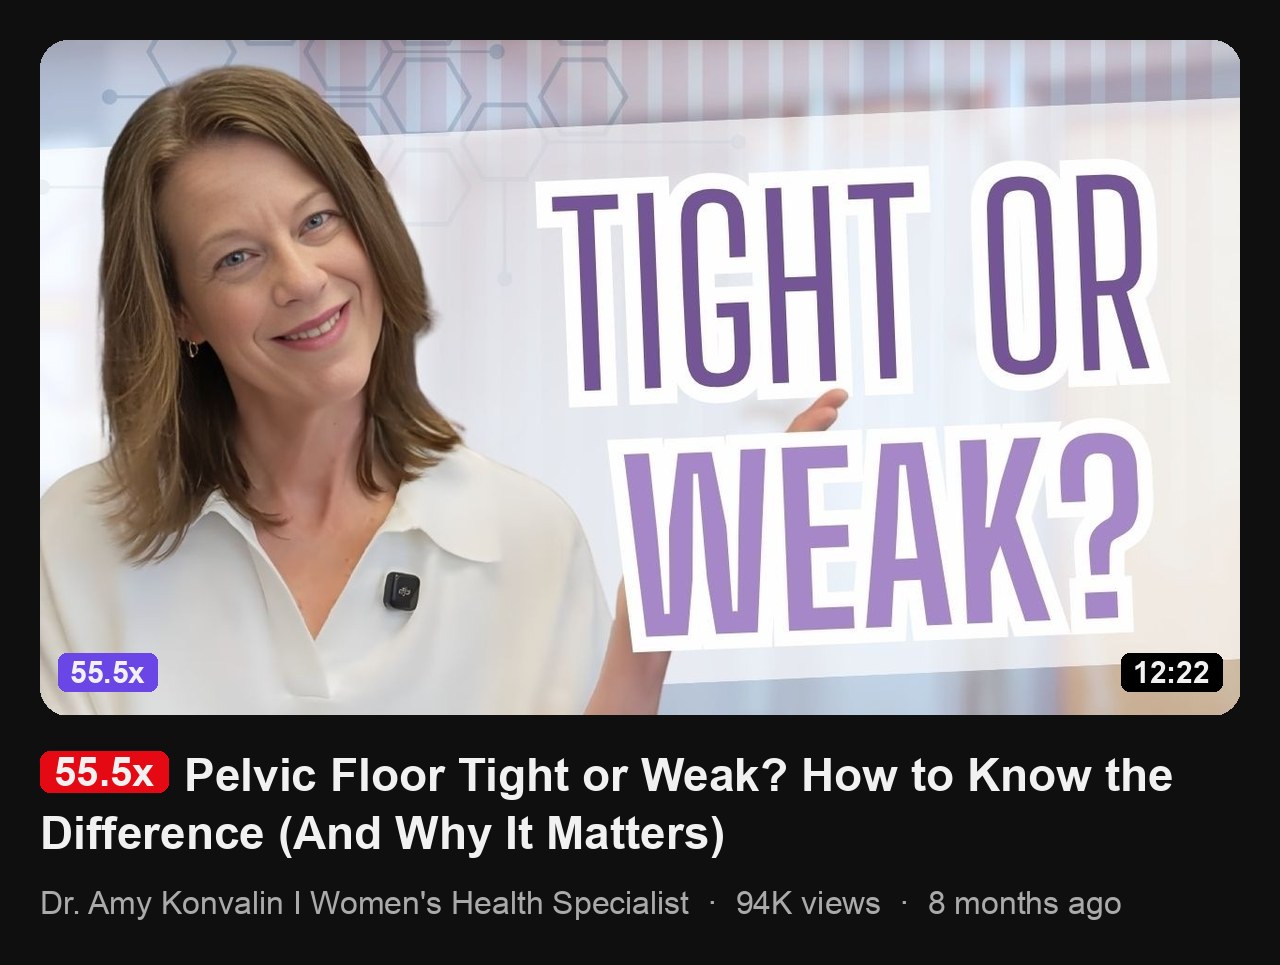 TIGHT OR
WEAK?
55.5x
12:22
55.5x Pelvic Floor Tight or Weak? How to Know the
Difference (And Why It Matters)
Dr. Amy Konvalin I Women's Health Specialist · 94K views · 8 months ago